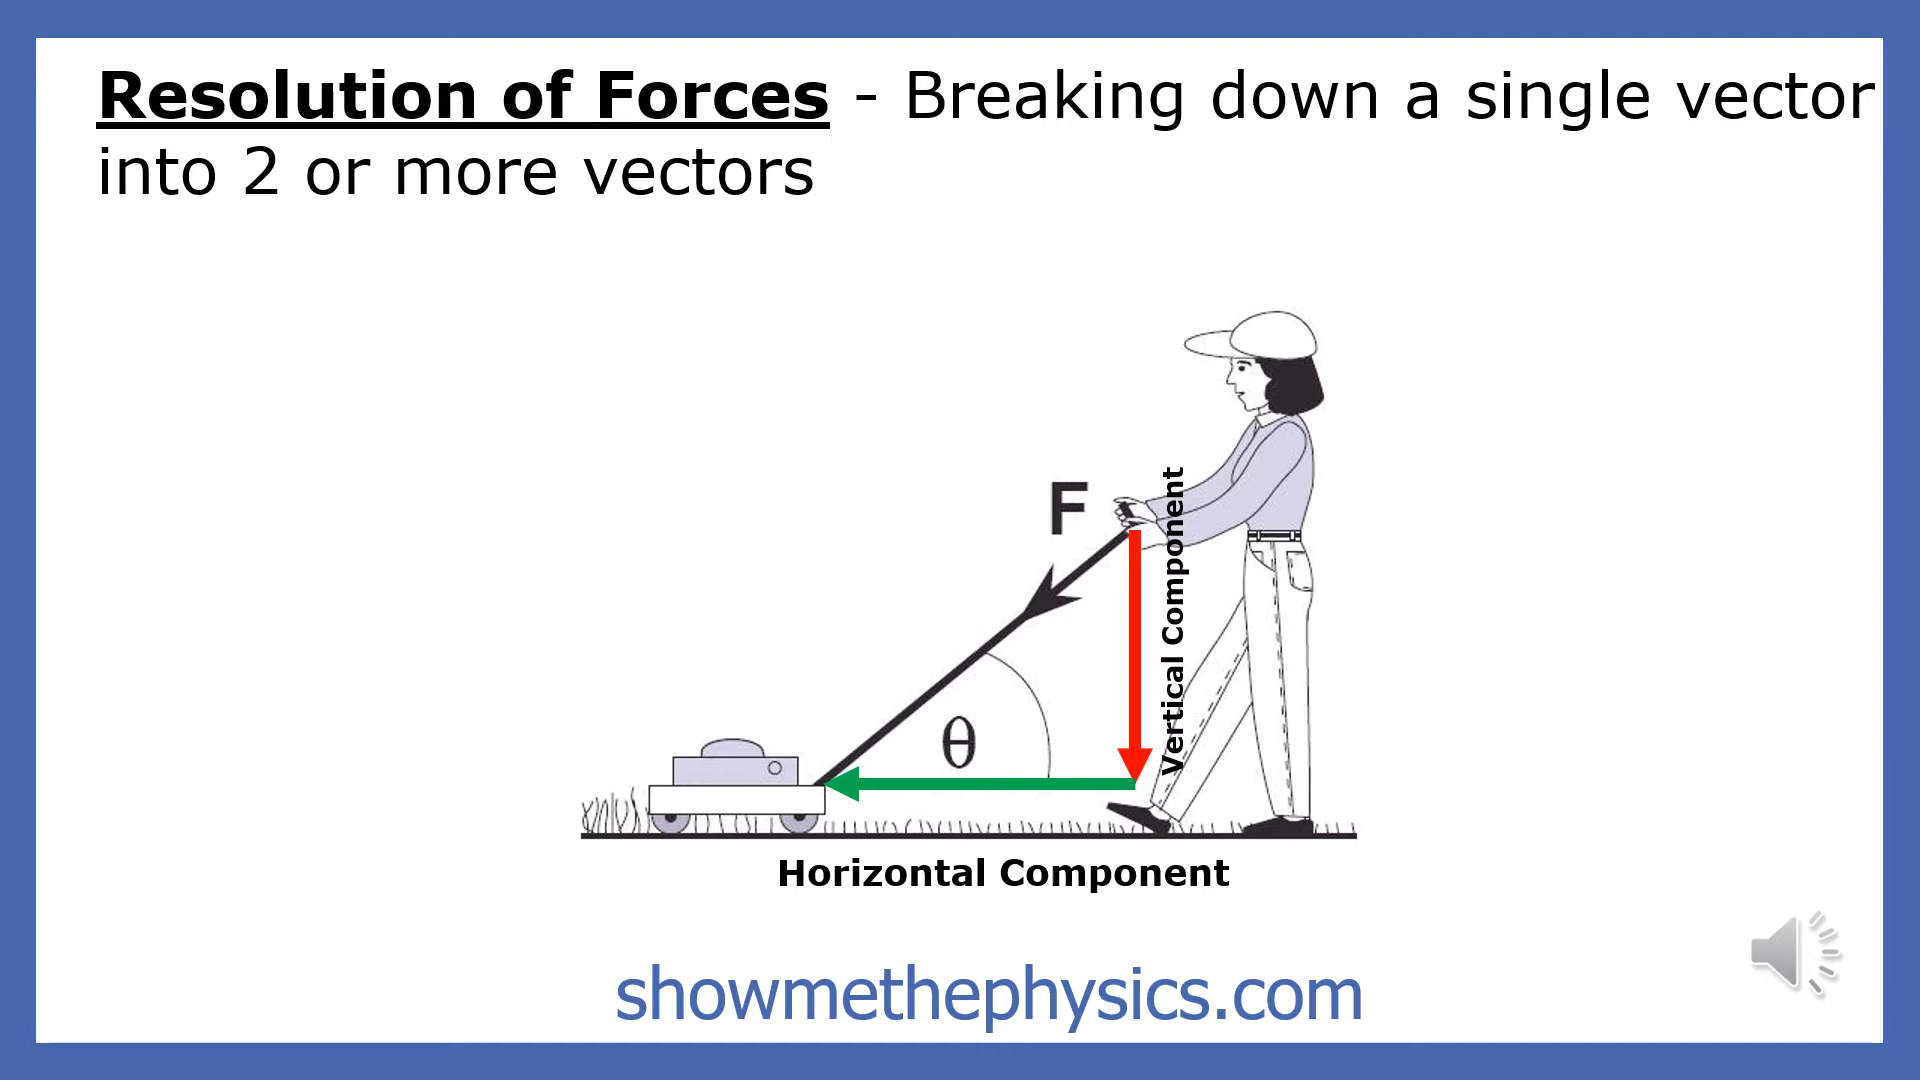 Resolution of Forces - Breaking down a single vector
into 2 or more vectors
F
Vertical Component
θ
Horizontal Component
showmethephysics.com